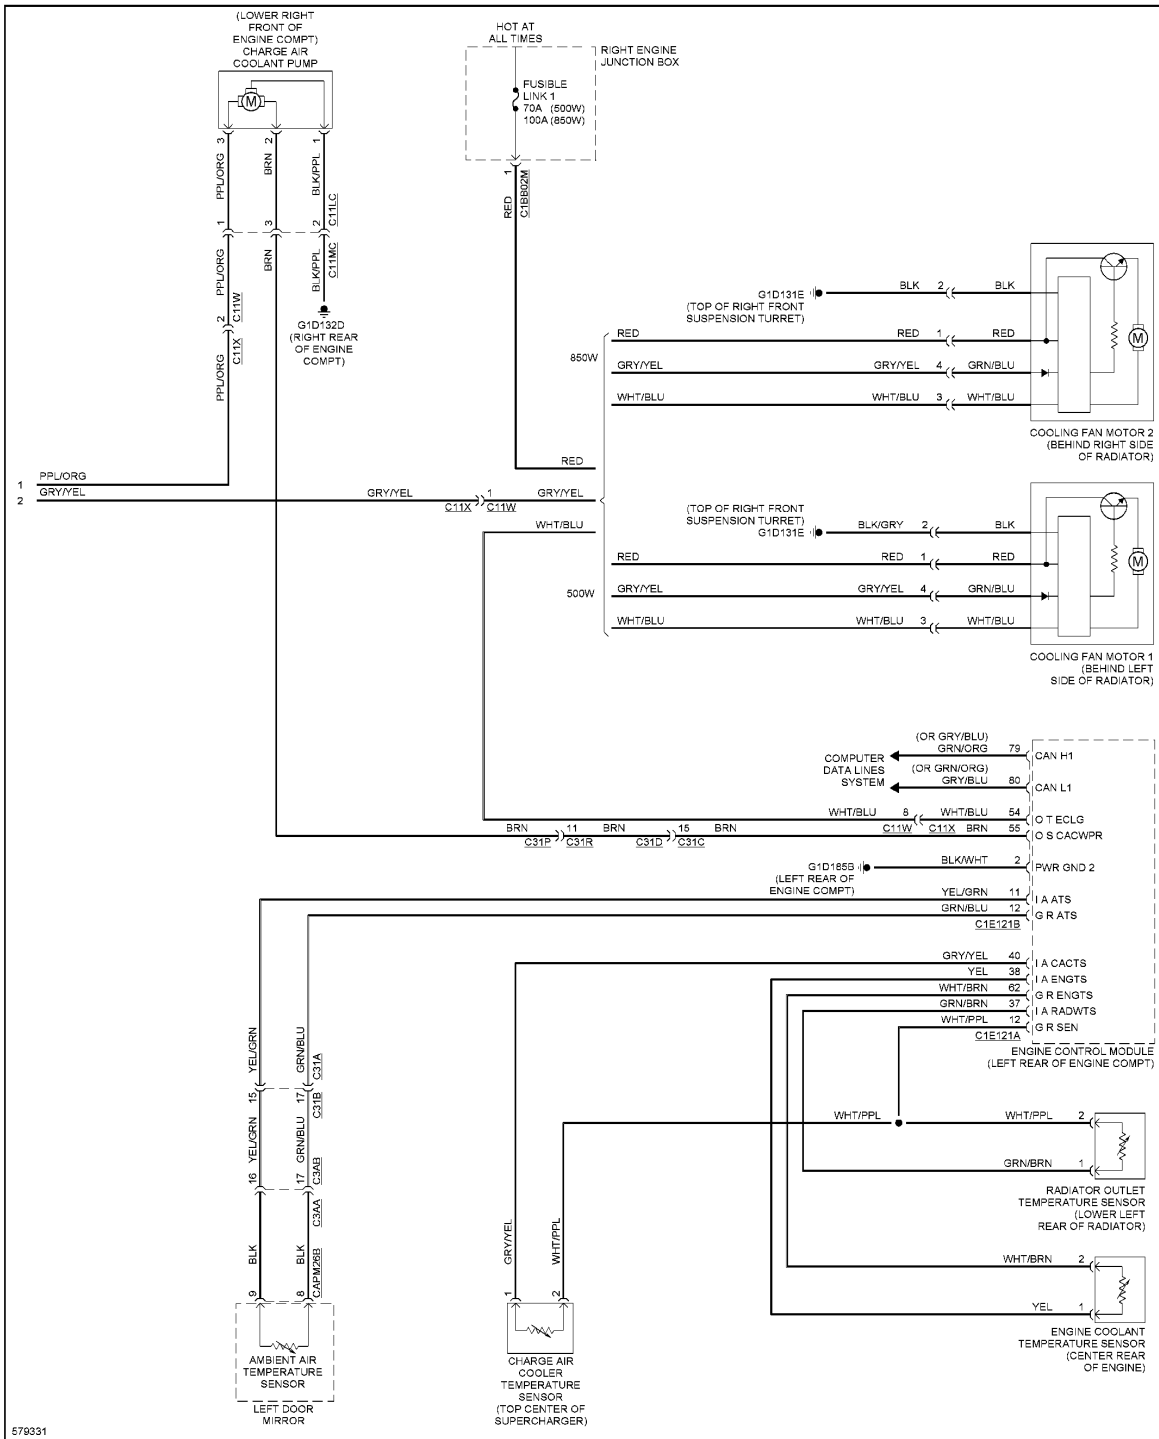 (LOWER RIGHT
FRONT OF
ENGINE COMPT)
CHARGE AIR
COOLANT PUMP
M
3
2
1
PPL/ORG
BRN
BLK/PPL
C11LC
1
3
2
PPL/ORG
BRN
BLK/PPL
C11MC
G1D132D
(RIGHT REAR
OF ENGINE
COMPT)
2
C11W
C11X
PPL/ORG
HOT AT
ALL TIMES
RIGHT ENGINE
JUNCTION BOX
FUSIBLE
LINK 1
70A (500W)
100A (850W)
1
C1BB02M
RED
G1D131E
(TOP OF RIGHT FRONT
SUSPENSION TURRET)
BLK 2 BLK
850W
RED RED 1 RED
GRY/YEL GRY/YEL 4 GRN/BLU
WHT/BLU WHT/BLU 3 WHT/BLU
M
COOLING FAN MOTOR 2
(BEHIND RIGHT SIDE
OF RADIATOR)
RED
1 PPL/ORG
2 GRY/YEL GRY/YEL 1 GRY/YEL
C11X C11W
WHT/BLU
(TOP OF RIGHT FRONT
SUSPENSION TURRET)
G1D131E
BLK/GRY 2 BLK
500W
RED RED 1 RED
GRY/YEL GRY/YEL 4 GRN/BLU
WHT/BLU WHT/BLU 3 WHT/BLU
M
COOLING FAN MOTOR 1
(BEHIND LEFT
SIDE OF RADIATOR)
COMPUTER
DATA LINES
SYSTEM
(OR GRY/BLU)
GRN/ORG 79 CAN H1
(OR GRN/ORG)
GRY/BLU 80 CAN L1
WHT/BLU 8 WHT/BLU 54 O T ECLG
C11W C11X
BRN 11 BRN 15 BRN BRN 55 O S CACWPR
C31P C31R C31D C31C
G1D165B
(LEFT REAR OF
ENGINE COMPT)
BLK/WHT 2 PWR GND 2
YEL/GRN 11 I A ATS
GRN/BLU 12 G R ATS
C1E121B
GRY/YEL 40 I A CACTS
YEL 38 I A ENGTS
WHT/BRN 62 G R ENGTS
GRN/BRN 37 I A RADWTS
WHT/PPL 12 G R SEN
C1E121A
ENGINE CONTROL MODULE
(LEFT REAR OF ENGINE COMPT)
YEL/GRN
GRN/BLU
C31A
15
17
C31B
YEL/GRN
GRN/BLU
16
17
C3AB
C3AA
BLK
BLK
9
8
CAPM26B
AMBIENT AIR
TEMPERATURE
SENSOR
LEFT DOOR
MIRROR
GRY/YEL
WHT/PPL
1
2
CHARGE AIR
COOLER
TEMPERATURE
SENSOR
(TOP CENTER OF
SUPERCHARGER)
WHT/PPL WHT/PPL 2
GRN/BRN 1
RADIATOR OUTLET
TEMPERATURE SENSOR
(LOWER LEFT
REAR OF RADIATOR)
WHT/BRN 2
YEL 1
ENGINE COOLANT
TEMPERATURE SENSOR
(CENTER REAR
OF ENGINE)
579331